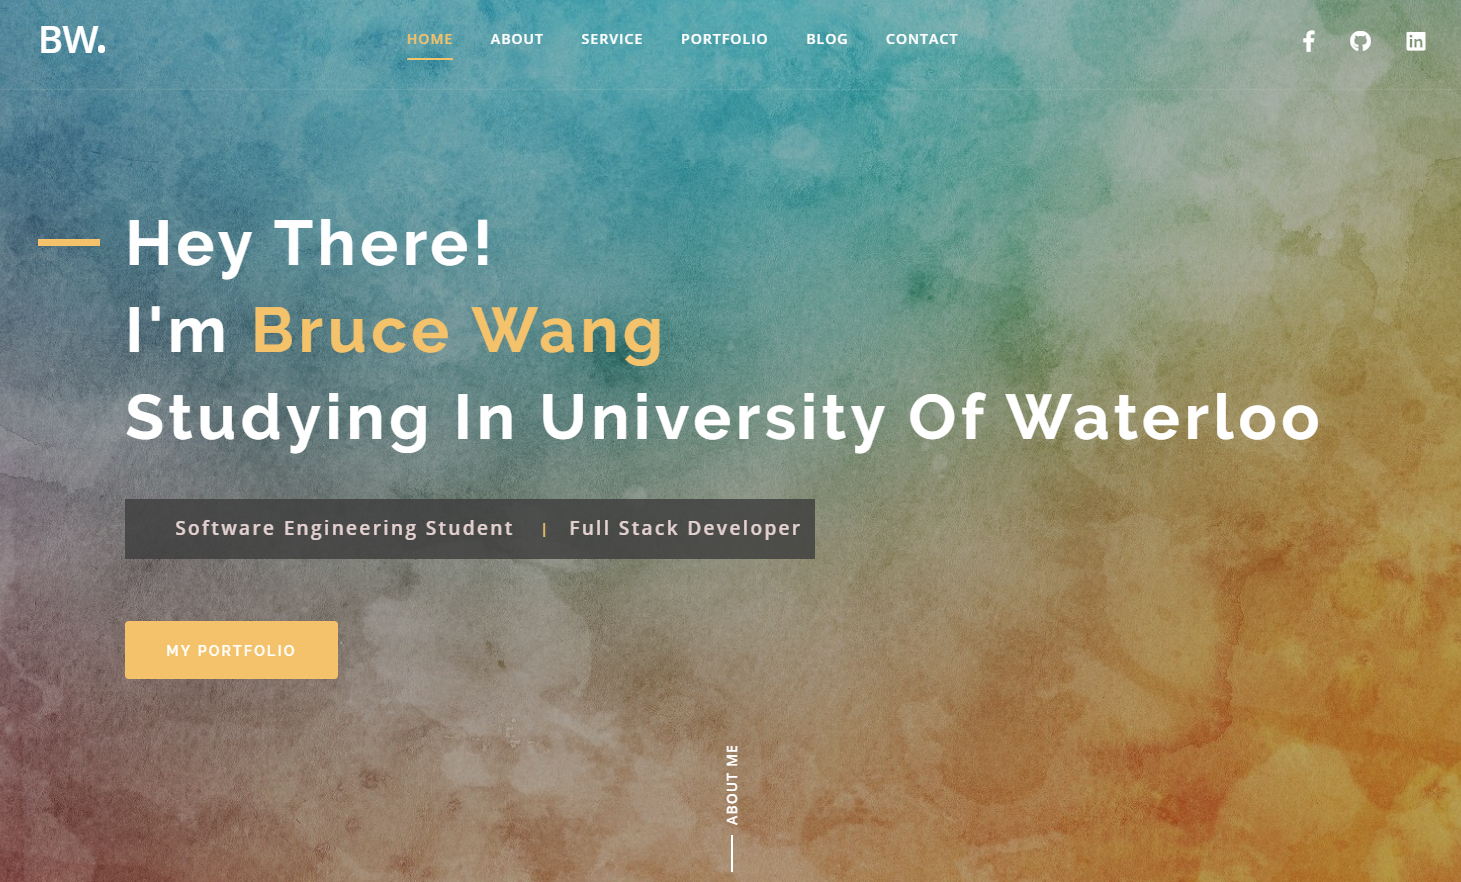 BW.
HOME ABOUT SERVICE PORTFOLIO BLOG CONTACT
Hey There!
I'm Bruce Wang
Studying In University Of Waterloo
Software Engineering Student | Full Stack Developer
MY PORTFOLIO
ABOUT ME